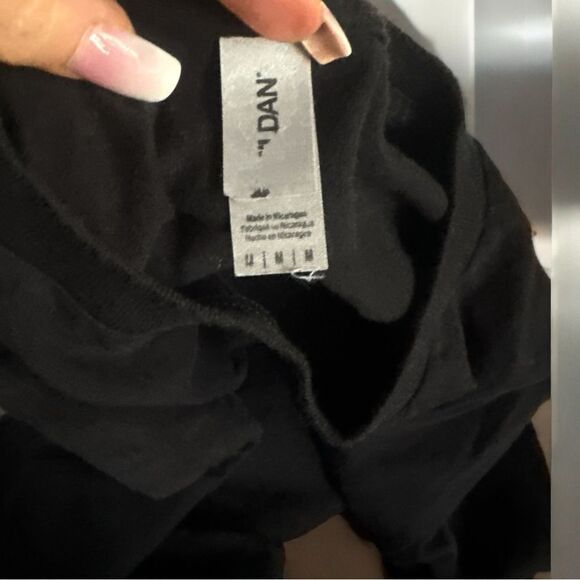 DAN
Made in Nicaragua
Fabriqué au Nicaragua
Hecho en Nicaragua
M | M | M